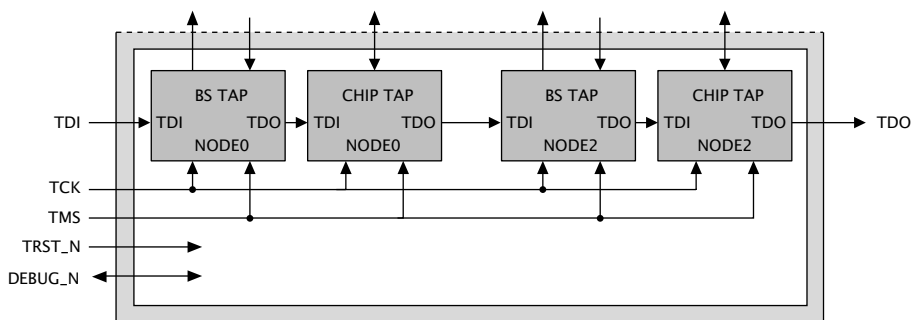 BS TAP CHIP TAP BS TAP CHIP TAP
TDI TDI TDO TDI TDO TDI TDO TDI TDO TDO
NODE0 NODE0 NODE2 NODE2
TCK
TMS
TRST_N
DEBUG_N